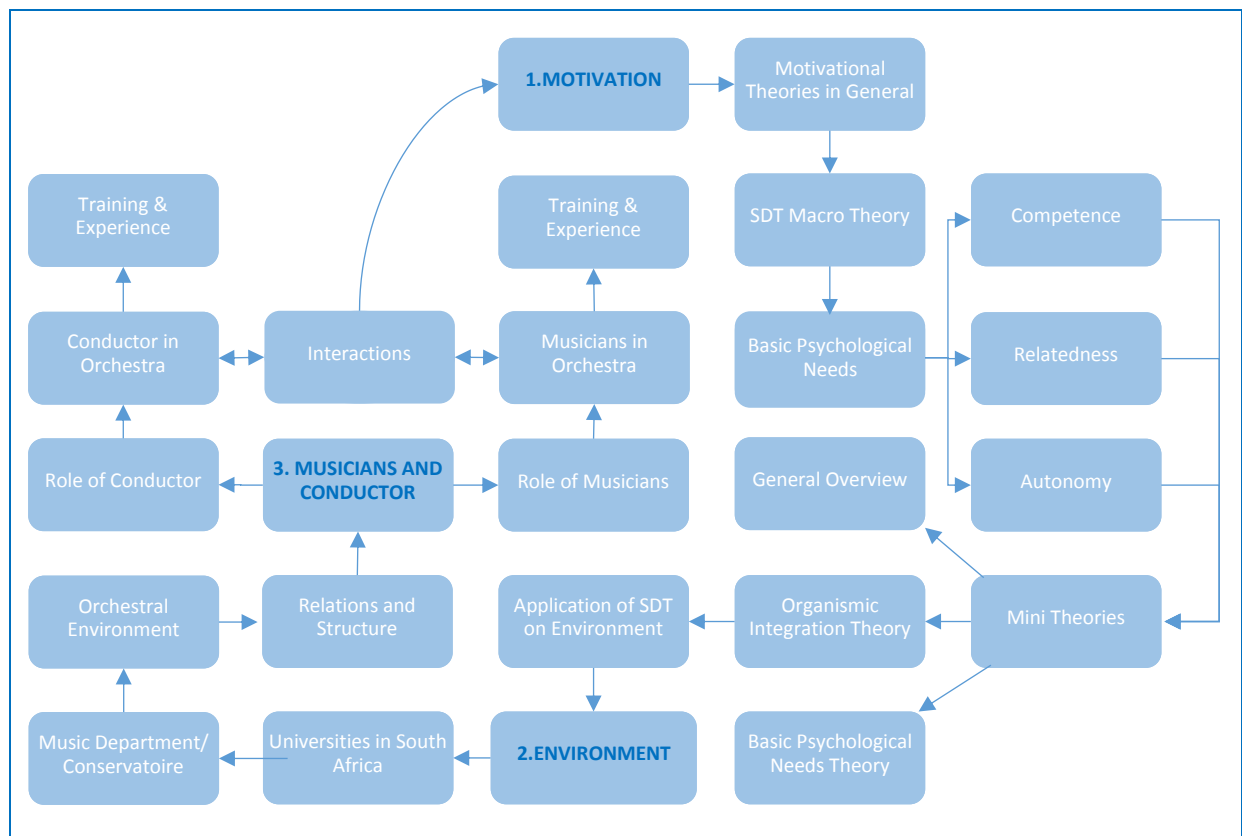 1.MOTIVATION
Motivational
Theories in General
Training &
Experience
Training &
Experience
SDT Macro Theory
Competence
Conductor in
Orchestra
Interactions
Musicians in
Orchestra
Basic Psychological
Needs
Relatedness
Role of Conductor
3. MUSICIANS AND
CONDUCTOR
Role of Musicians
General Overview
Autonomy
Orchestral
Environment
Relations and
Structure
Application of SDT
on Environment
Organismic
Integration Theory
Mini Theories
Music Department/
Conservatoire
Universities in South
Africa
2.ENVIRONMENT
Basic Psychological
Needs Theory